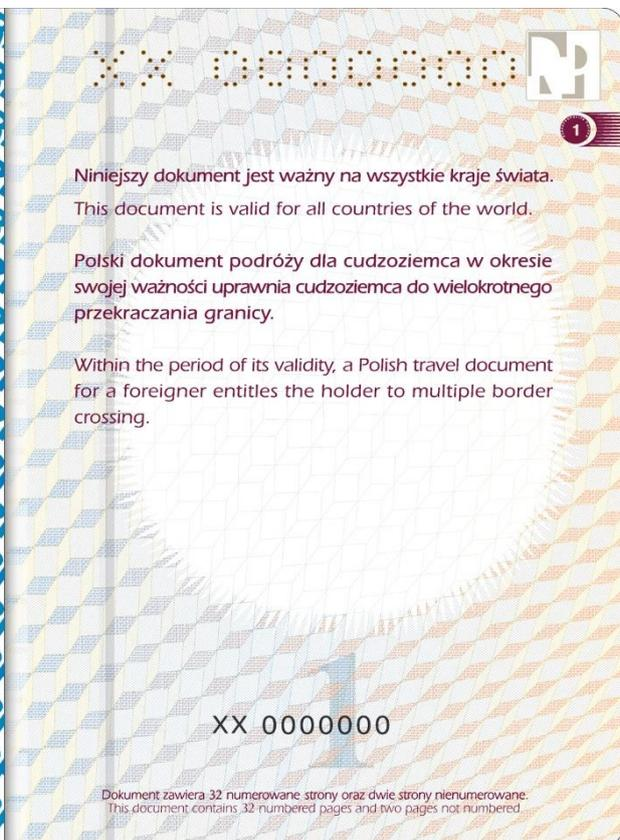 XX 0000000
NP
1
Niniejszy dokument jest ważny na wszystkie kraje świata.
This document is valid for all countries of the world.
Polski dokument podróży dla cudzoziemca w okresie
swojej ważności uprawnia cudzoziemca do wielokrotnego
przekraczania granicy.
Within the period of its validity, a Polish travel document
for a foreigner entitles the holder to multiple border
crossing.
1
XX 0000000
Dokument zawiera 32 numerowane strony oraz dwie strony nienumerowane.
This document contains 32 numbered pages and two pages not numbered.